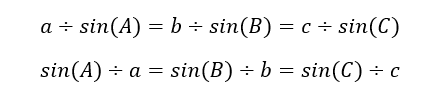 a ÷ sin(A) = b ÷ sin(B) = c ÷ sin(C)
sin(A) ÷ a = sin(B) ÷ b = sin(C) ÷ c